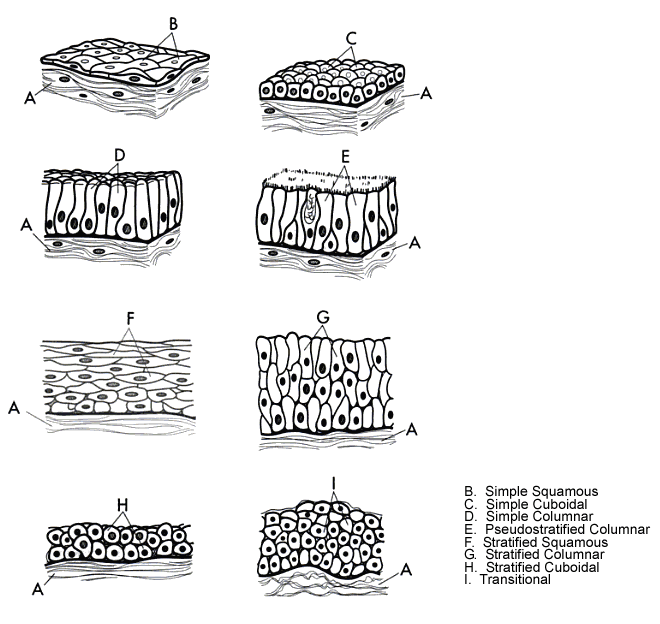 B
C
A
A
D
E
A
A
F
G
A
A
H
I
A
A
B. Simple Squamous
C. Simple Cuboidal
D. Simple Columnar
E. Pseudostratified Columnar
F. Stratified Squamous
G. Stratified Columnar
H. Stratified Cuboidal
I. Transitional